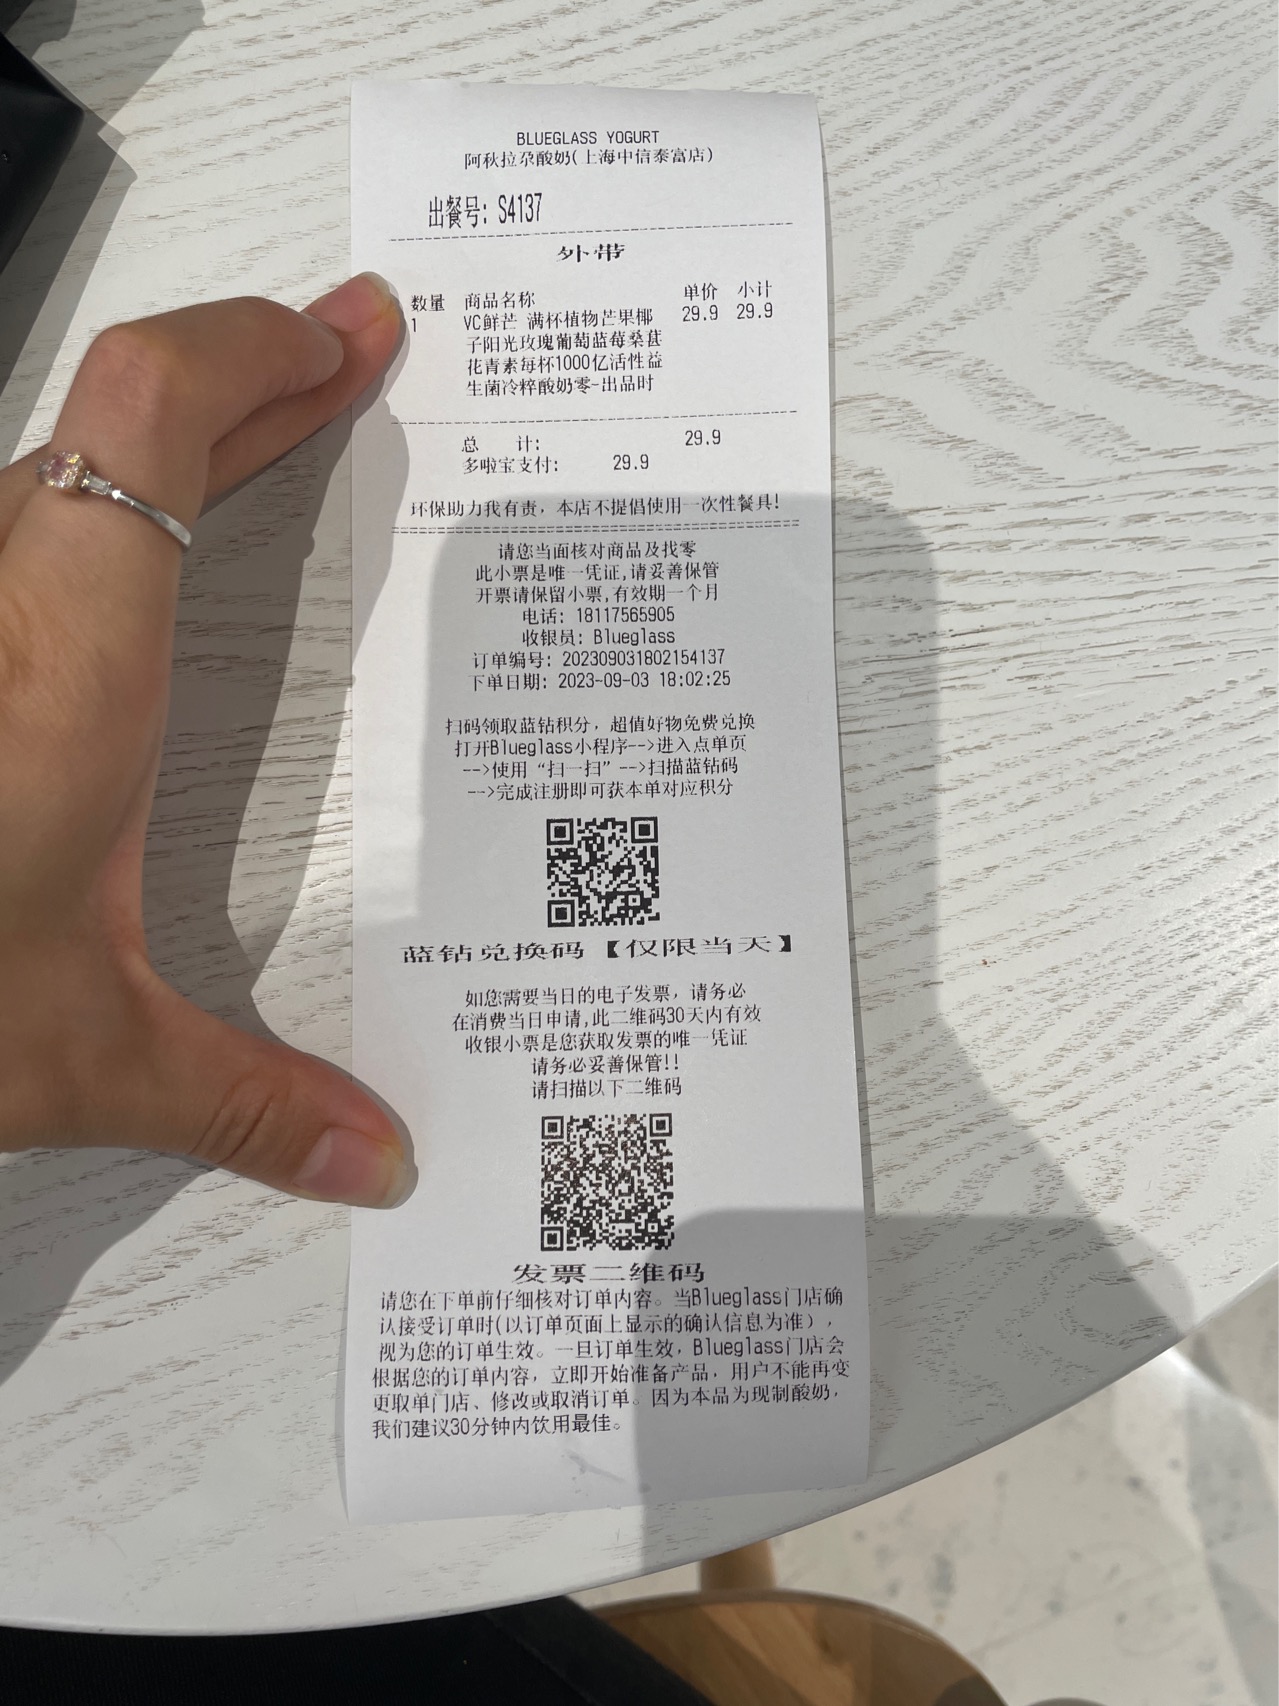 BLUEGLASS YOGURT
阿秋拉尕酸奶(上海中信泰富店)
出餐号: S4137
外带
数量 商品名称 单价 小计
1 VC鲜芒 满杯植物芒果椰 29.9 29.9
子阳光玫瑰葡萄蓝莓桑葚
花青素每杯1000亿活性益
生菌冷粹酸奶零-出品时
总 计: 29.9
多啦宝支付: 29.9
环保助力我有责，本店不提倡使用一次性餐具!
请您当面核对商品及找零
此小票是唯一凭证,请妥善保管
开票请保留小票,有效期一个月
电话: 18117565905
收银员: Blueglass
订单编号: 202309031802154137
下单日期: 2023-09-03 18:02:25
扫码领取蓝钻积分，超值好物免费兑换
打开Blueglass小程序-->进入点单页
-->使用“扫一扫”-->扫描蓝钻码
-->完成注册即可获本单对应积分
蓝钻兑换码【仅限当天】
如您需要当日的电子发票，请务必
在消费当日申请,此二维码30天内有效
收银小票是您获取发票的唯一凭证
请务必妥善保管!!
请扫描以下二维码
发票二维码
请您在下单前仔细核对订单内容。当Blueglass门店确
认接受订单时(以订单页面上显示的确认信息为准)，
视为您的订单生效。一旦订单生效，Blueglass门店会
根据您的订单内容，立即开始准备产品，用户不能再变
更取单门店、修改或取消订单。因为本品为现制酸奶，
我们建议30分钟内饮用最佳。